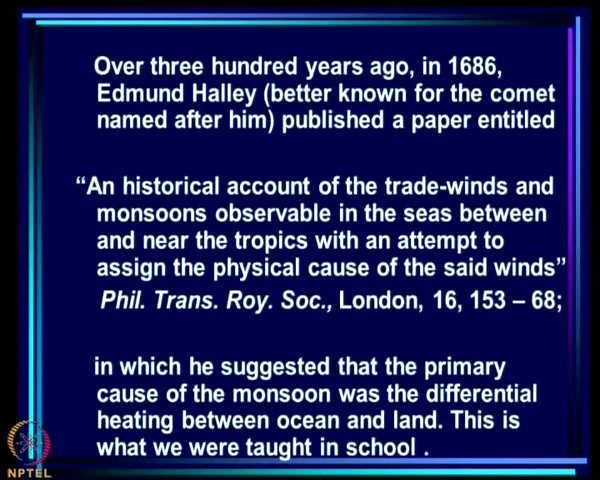 Over three hundred years ago, in 1686,
Edmund Halley (better known for the comet
named after him) published a paper entitled
“An historical account of the trade-winds and
monsoons observable in the seas between
and near the tropics with an attempt to
assign the physical cause of the said winds”
Phil. Trans. Roy. Soc., London, 16, 153 – 68;
in which he suggested that the primary
cause of the monsoon was the differential
heating between ocean and land. This is
what we were taught in school .
NPTEL